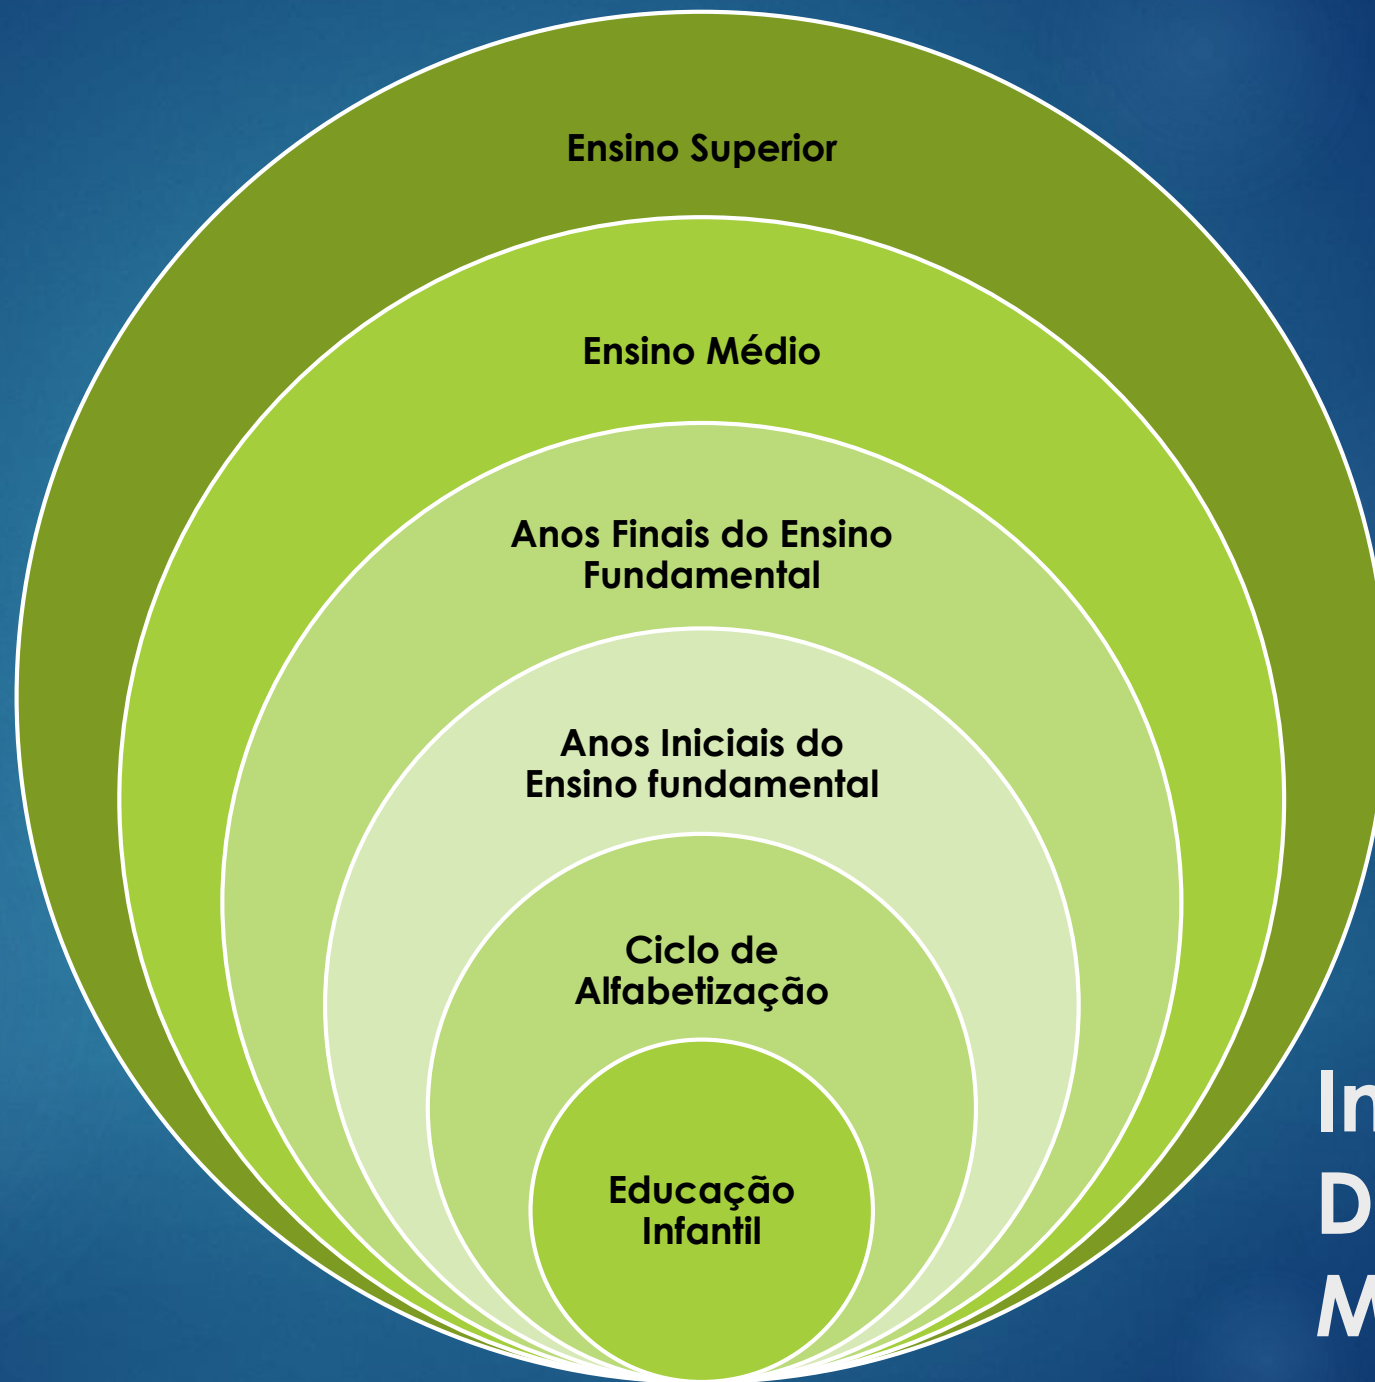 Ensino Superior
Ensino Médio
Anos Finais do Ensino
Fundamental
Anos Iniciais do
Ensino fundamental
Ciclo de
Alfabetização
Educação
Infantil
In
D
M